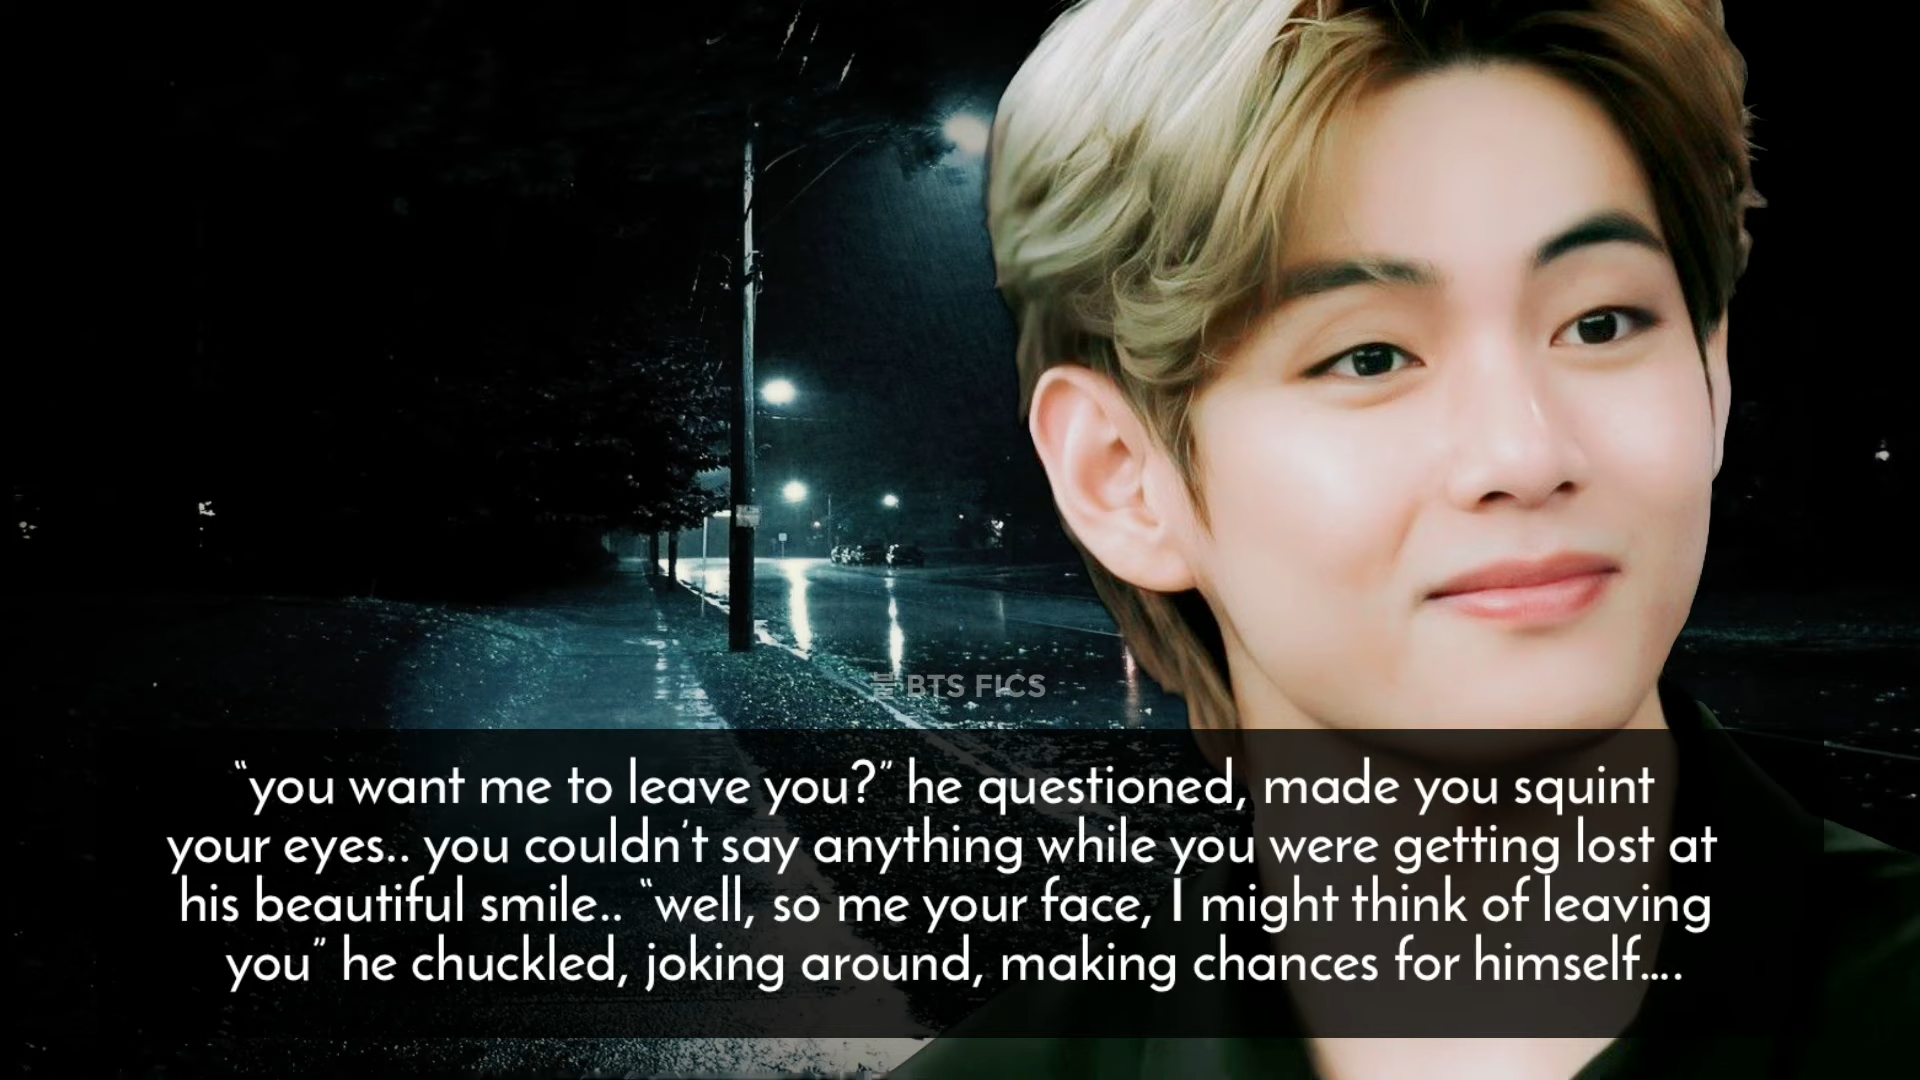 BTS FICS
“you want me to leave you?” he questioned, made you squint
your eyes.. you couldn’t say anything while you were getting lost at
his beautiful smile.. “well, so me your face, I might think of leaving
you” he chuckled, joking around, making chances for himself....